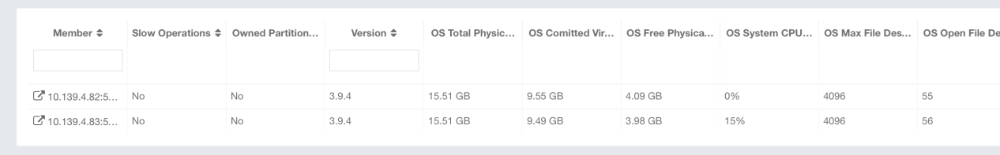 Member Slow Operations Owned Partition... Version OS Total Physic... OS Comitted Vir... OS Free Physica... OS System CPU... OS Max File Des... OS Open File De
10.139.4.82:5... No No 3.9.4 15.51 GB 9.55 GB 4.09 GB 0% 4096 55
10.139.4.83:5... No No 3.9.4 15.51 GB 9.49 GB 3.98 GB 15% 4096 56